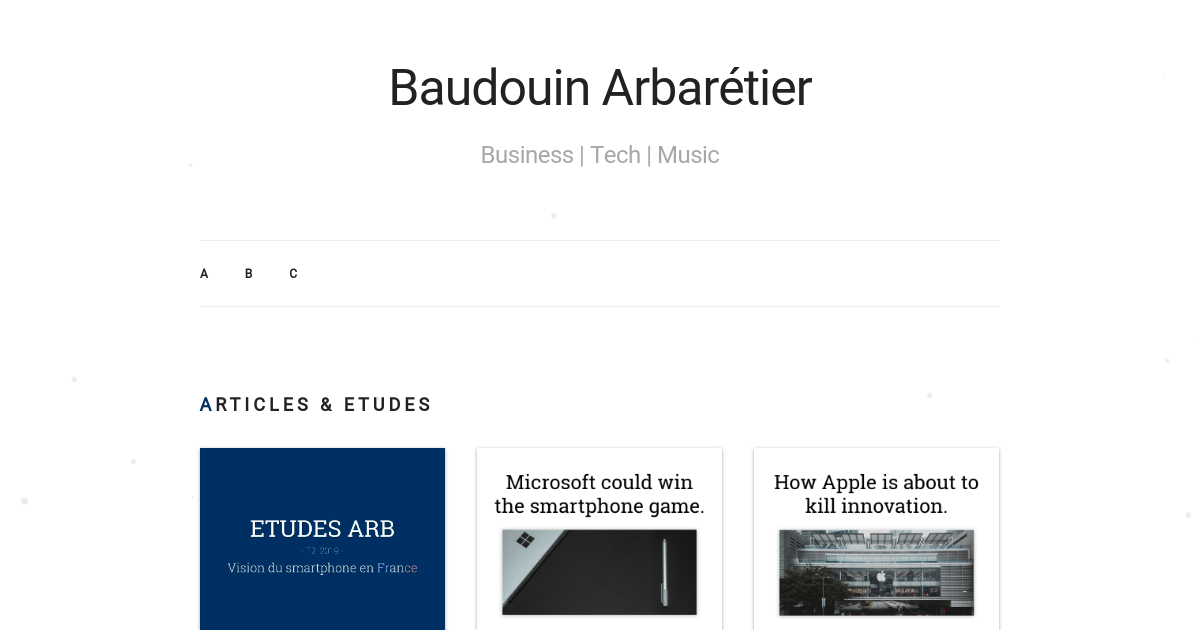 Baudouin Arbarétier
Business | Tech | Music
A B C
ARTICLES & ETUDES
ETUDES ARB
- T2 2019 -
Vision du smartphone en France
Microsoft could win
the smartphone game.
How Apple is about to
kill innovation.